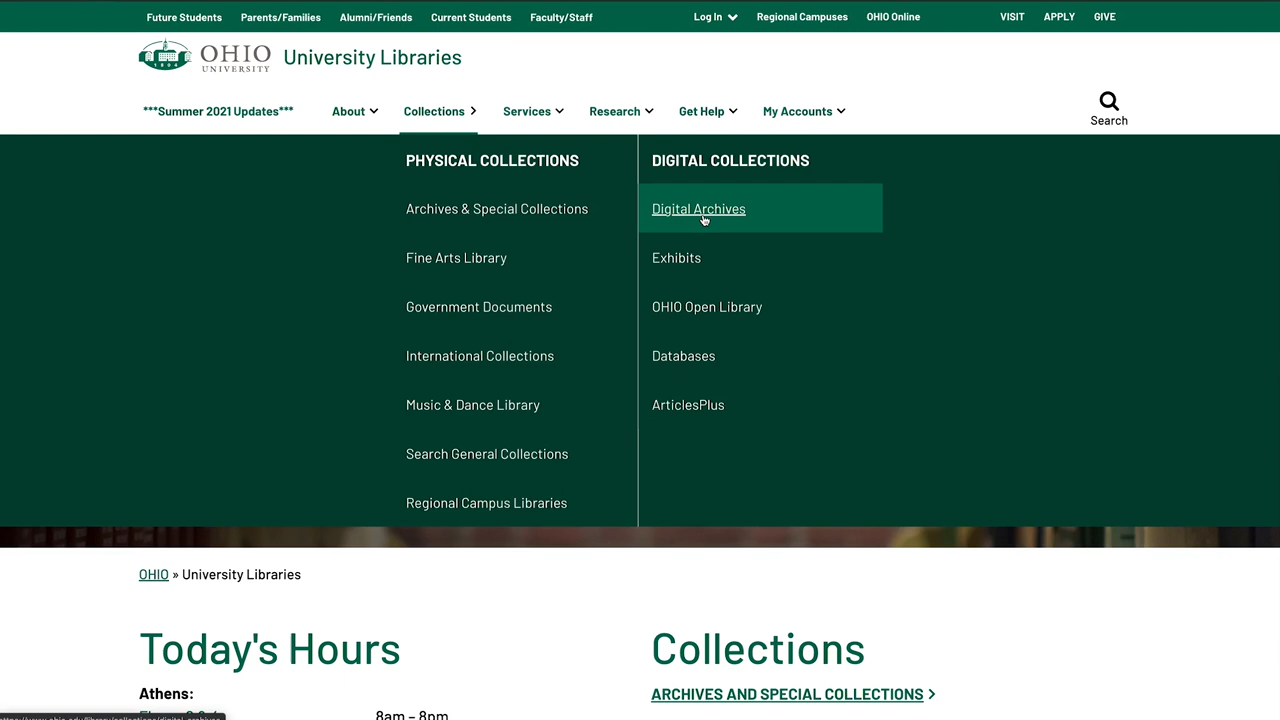 Future Students Parents/Families Alumni/Friends Current Students Faculty/Staff Log In Regional Campuses OHIO Online VISIT APPLY GIVE
1804 OHIO UNIVERSITY University Libraries
***Summer 2021 Updates*** About Collections Services Research Get Help My Accounts Search
PHYSICAL COLLECTIONS
Archives & Special Collections
Fine Arts Library
Government Documents
International Collections
Music & Dance Library
Search General Collections
Regional Campus Libraries
DIGITAL COLLECTIONS
Digital Archives
Exhibits
OHIO Open Library
Databases
ArticlesPlus
OHIO » University Libraries
Today's Hours
Athens:
8am – 8pm
Collections
ARCHIVES AND SPECIAL COLLECTIONS